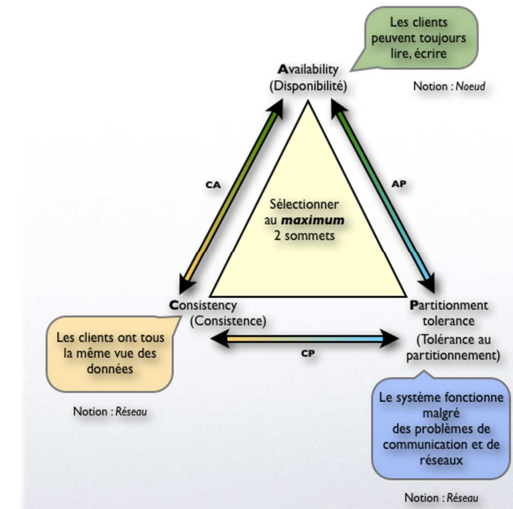 Les clients
peuvent toujours
lire, écrire
Availability
(Disponibilité)
Notion : Noeud
CA
AP
Sélectionner
au maximum
2 sommets
Consistency
(Consistence)
Partitionment
tolerance
(Tolérance au
partitionnement)
CP
Les clients ont tous
la même vue des
données
Notion : Réseau
Le système fonctionne
malgré
des problèmes de
communication et de
réseaux
Notion : Réseau